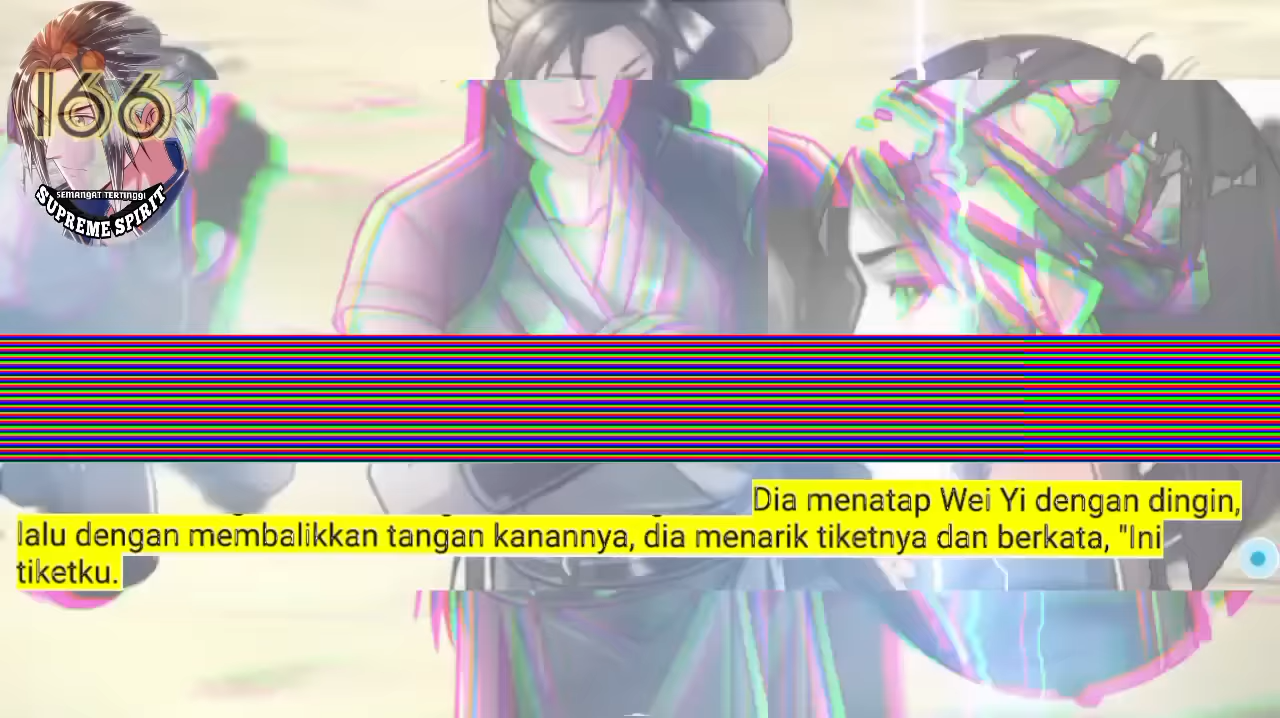 166
SEMANGAT TERTINGGI
SUPREME SPIRIT
Dia menatap Wei Yi dengan dingin,
lalu dengan membalikkan tangan kanannya, dia menarik tiketnya dan berkata, "Ini
tiketku.